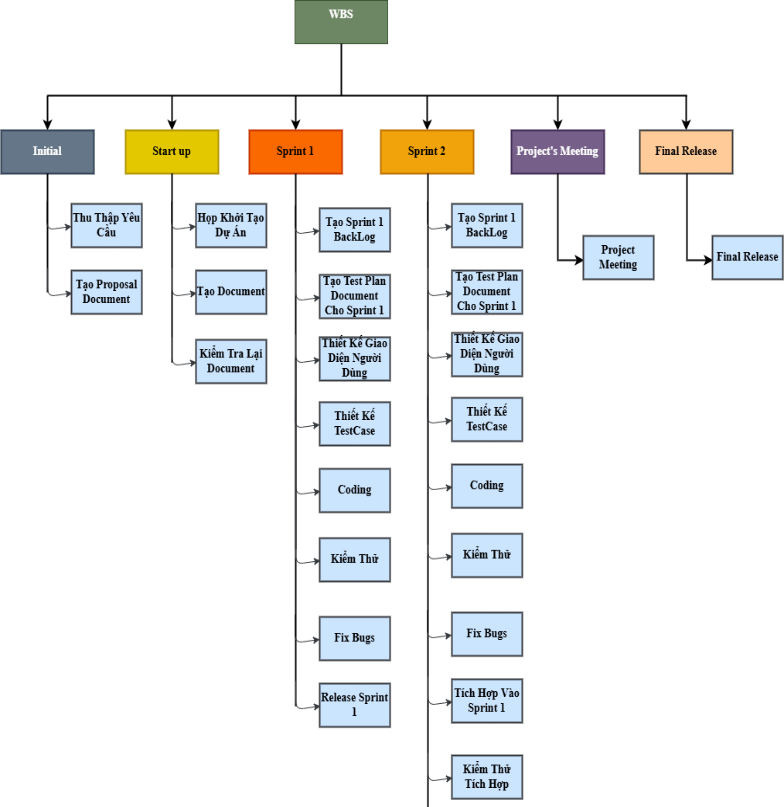 WBS
Initial
Start up
Sprint 1
Sprint 2
Project's Meeting
Final Release
Thu Thập Yêu
Cầu
Tạo Proposal
Document
Họp Khởi Tạo
Dự Án
Tạo Document
Kiểm Tra Lại
Document
Tạo Sprint 1
BackLog
Tạo Test Plan
Document
Cho Sprint 1
Thiết Kế Giao
Diện Người
Dùng
Thiết Kế
TestCase
Coding
Kiểm Thử
Fix Bugs
Release Sprint
1
Tạo Sprint 1
BackLog
Tạo Test Plan
Document
Cho Sprint 1
Thiết Kế Giao
Diện Người
Dùng
Thiết Kế
TestCase
Coding
Kiểm Thử
Fix Bugs
Tích Hợp Vào
Sprint 1
Kiểm Thử
Tích Hợp
Project
Meeting
Final Release